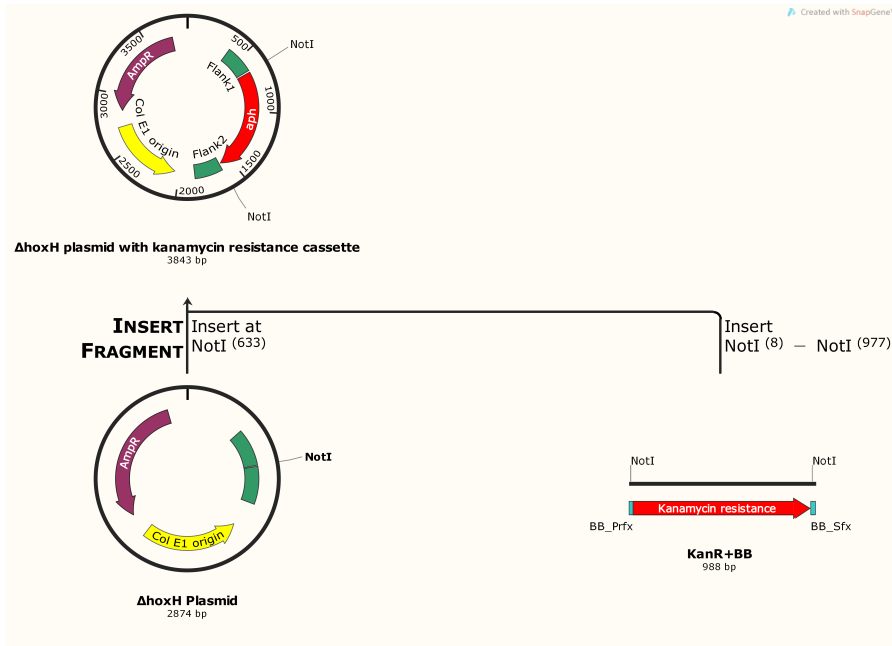 Created with SnapGene®
3500
500
NotI
AmpR
Flank1
3000
1000
aph
Col E1 origin
Flank2
2500
1500
2000
NotI
ΔhoxH plasmid with kanamycin resistance cassette
3843 bp
INSERT FRAGMENT
Insert at
NotI (633)
Insert
NotI (8) – NotI (977)
AmpR
NotI
Col E1 origin
ΔhoxH Plasmid
2874 bp
NotI
NotI
Kanamycin resistance
BB_Prfx
BB_Sfx
KanR+BB
988 bp